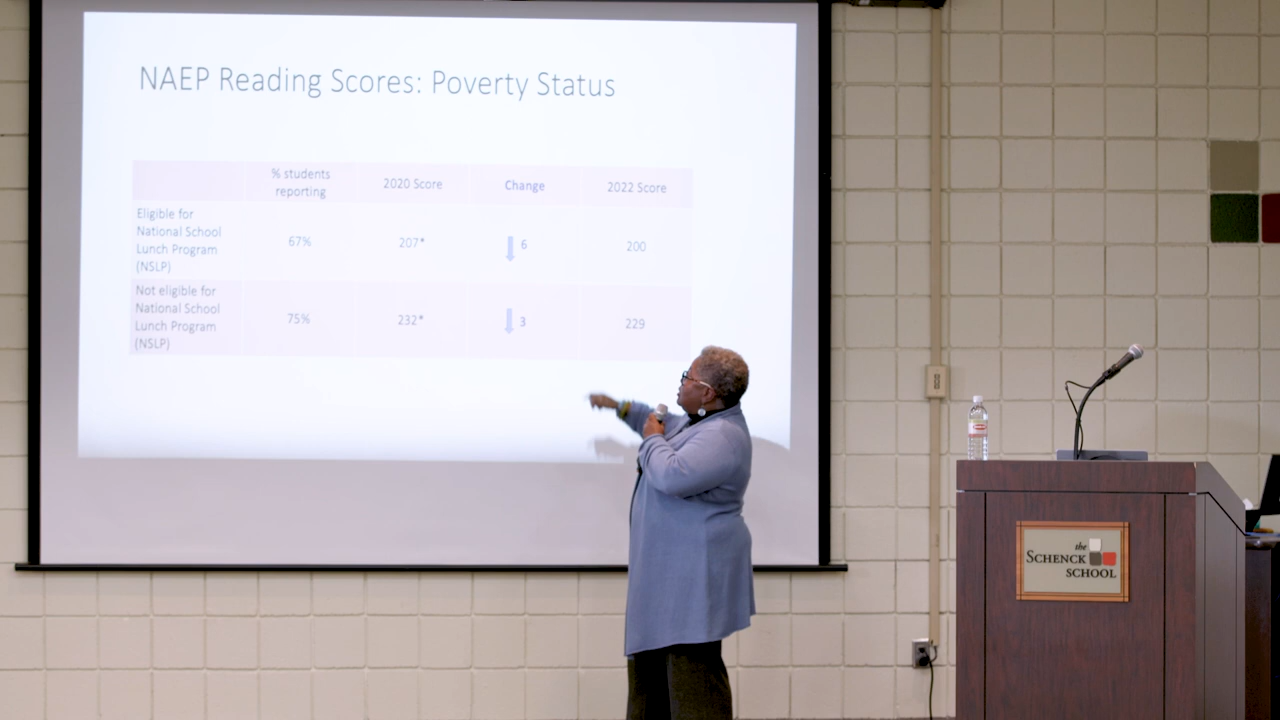 NAEP Reading Scores: Poverty Status
% students
reporting
2020 Score
Change
2022 Score
Eligible for
National School
Lunch Program
(NSLP)
67%
207*
6
200
Not eligible for
National School
Lunch Program
(NSLP)
75%
232*
3
229
the
SCHENCK
SCHOOL